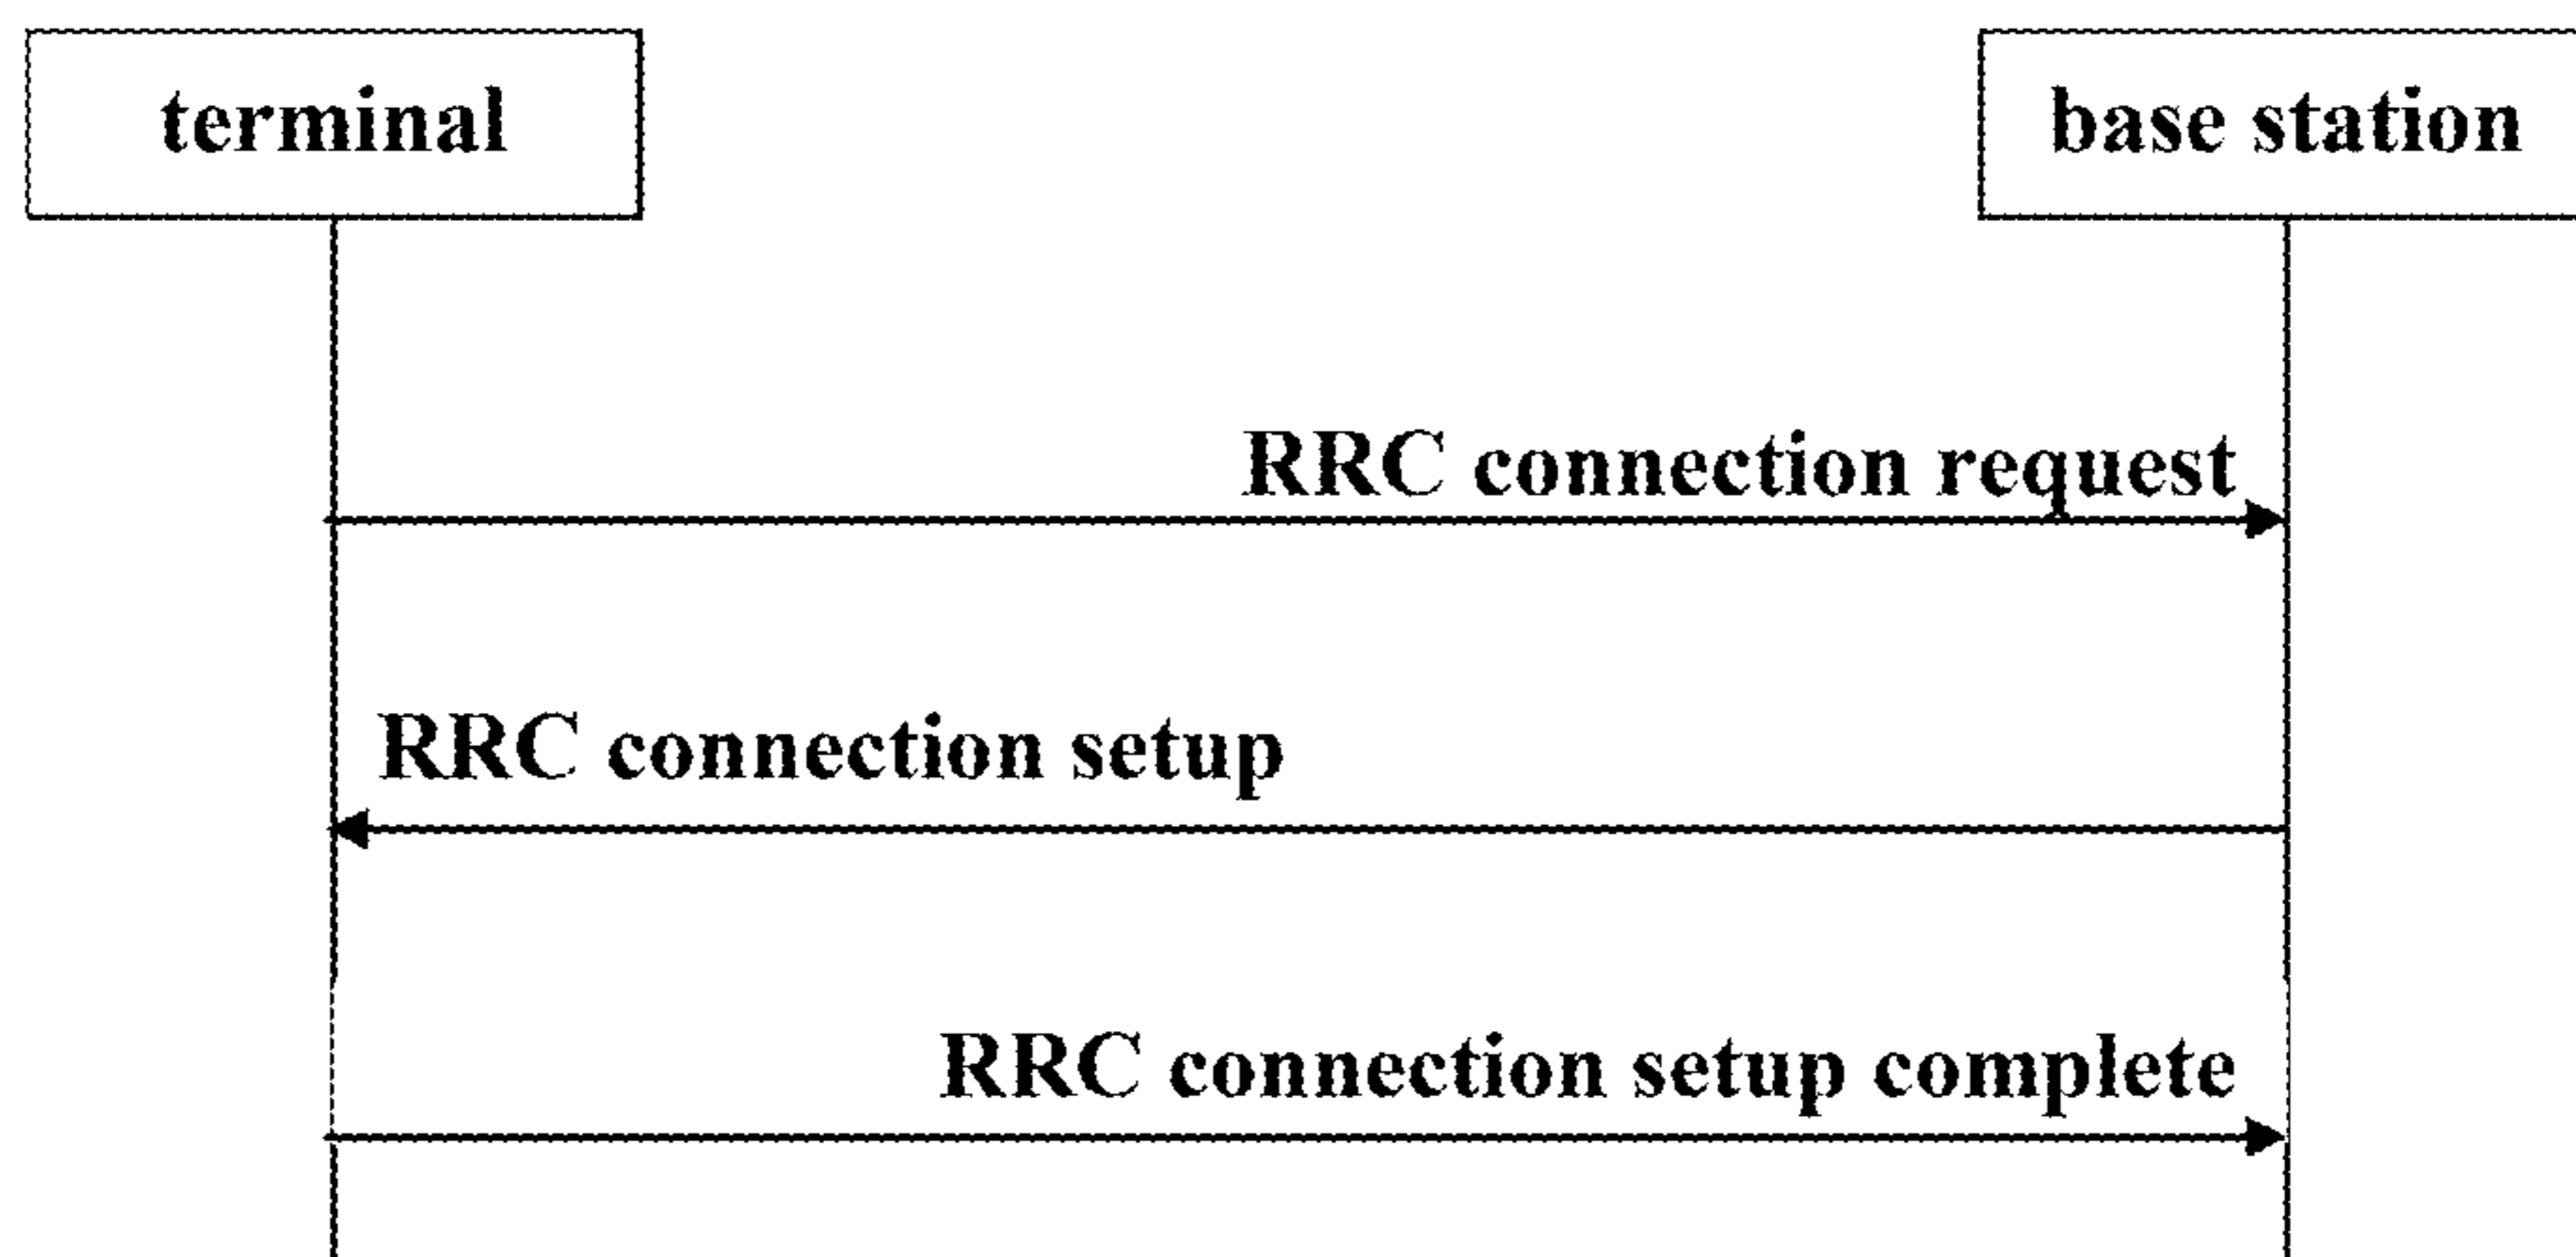 terminal
base station
RRC connection request
RRC connection setup
RRC connection setup complete